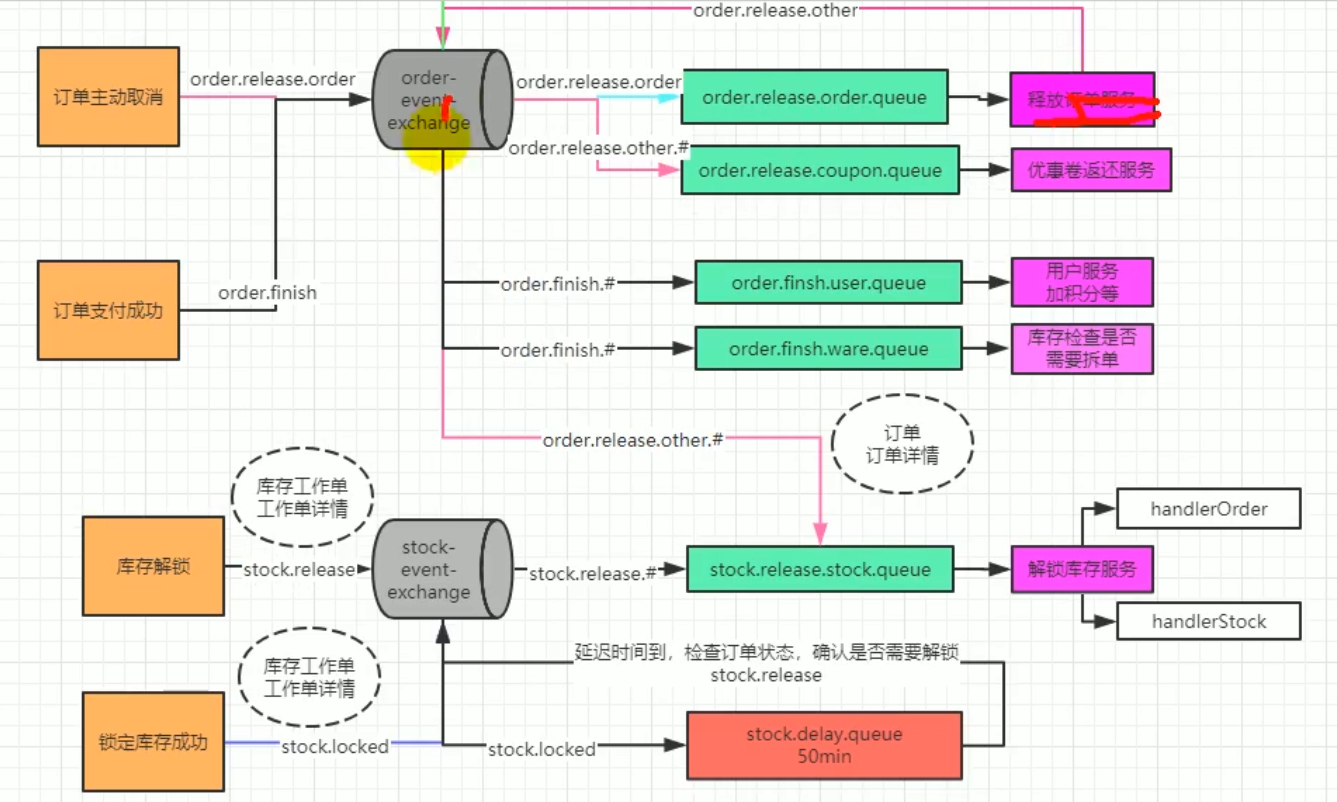 order.release.other
订单主动取消
order.release.order
order-
event-
exchange
order.release.order
order.release.order.queue
释放订单服务
order.release.other.#
order.release.coupon.queue
优事卷返还服务
订单支付成功
order.finish
order.finish.#
order.finsh.user.queue
用户服务
加积分等
order.finish.#
order.finsh.ware.queue
库存检查是否
需要拆单
order.release.other.#
订单
订单详情
库存工作单
工作单详情
库存解锁
stock.release
stock-
event-
exchange
stock.release.#
stock.release.stock.queue
解锁库存服务
handlerOrder
handlerStock
库存工作单
工作单详情
延迟时间到，检查订单状态，确认是否需要解锁
stock.release
锁定库存成功
stock.locked
stock.locked
stock.delay.queue
50min